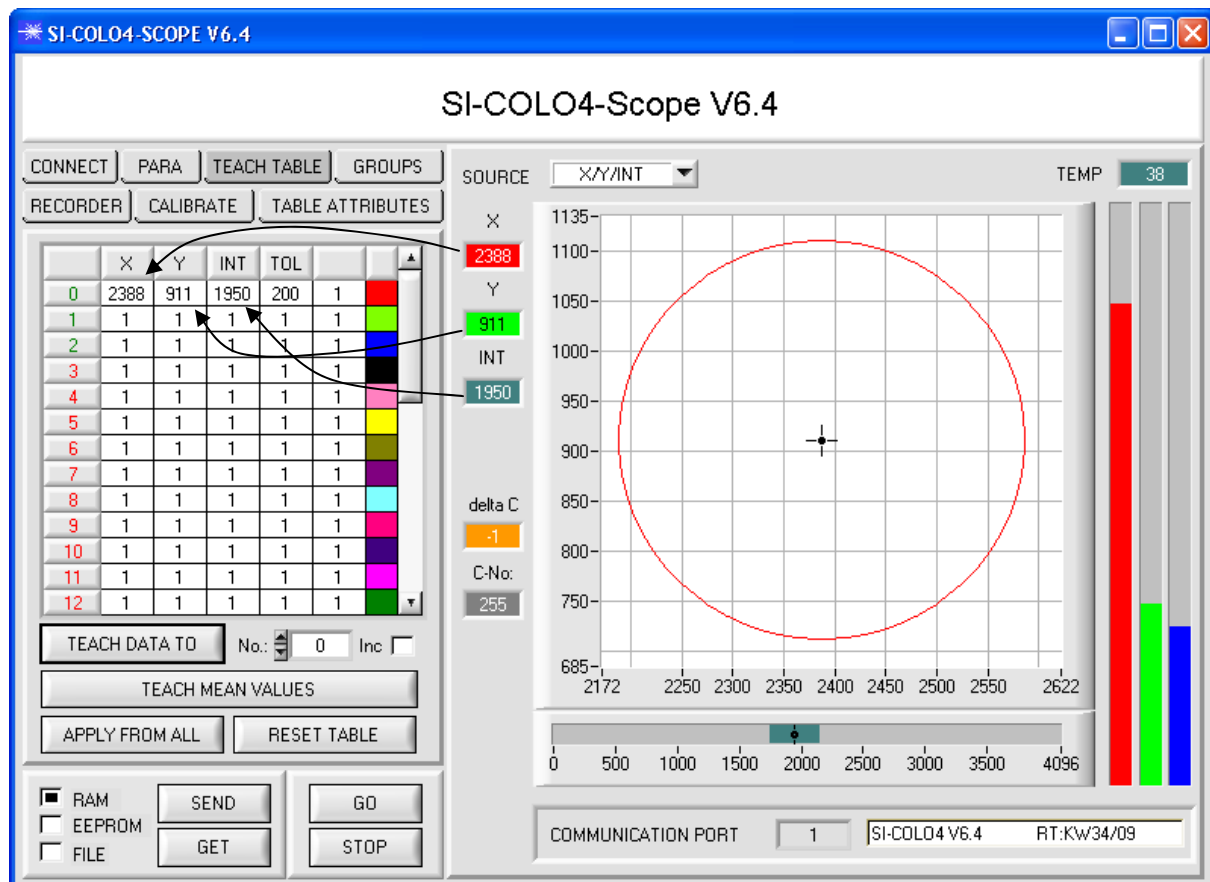 SI-COLO4-SCOPE V6.4
SI-COLO4-Scope V6.4
CONNECT PARA TEACH TABLE GROUPS
RECORDER CALIBRATE TABLE ATTRIBUTES
X Y INT TOL
0 2388 911 1950 200 1
1 1 1 1 1 1
2 1 1 1 1 1
3 1 1 1 1 1
4 1 1 1 1 1
5 1 1 1 1 1
6 1 1 1 1 1
7 1 1 1 1 1
8 1 1 1 1 1
9 1 1 1 1 1
10 1 1 1 1 1
11 1 1 1 1 1
12 1 1 1 1 1
TEACH DATA TO No.: 0 Inc
TEACH MEAN VALUES
APPLY FROM ALL RESET TABLE
RAM
EEPROM
FILE
SEND
GET
GO
STOP
SOURCE X/Y/INT TEMP 38
X
2388
Y
911
INT
1950
delta C
-1
C-No:
255
1135
1100
1050
1000
950
900
850
800
750
685
2172 2250 2300 2350 2400 2450 2500 2550 2622
0 500 1000 1500 2000 2500 3000 3500 4096
COMMUNICATION PORT 1 SI-COLO4 V6.4 RT:KW34/09